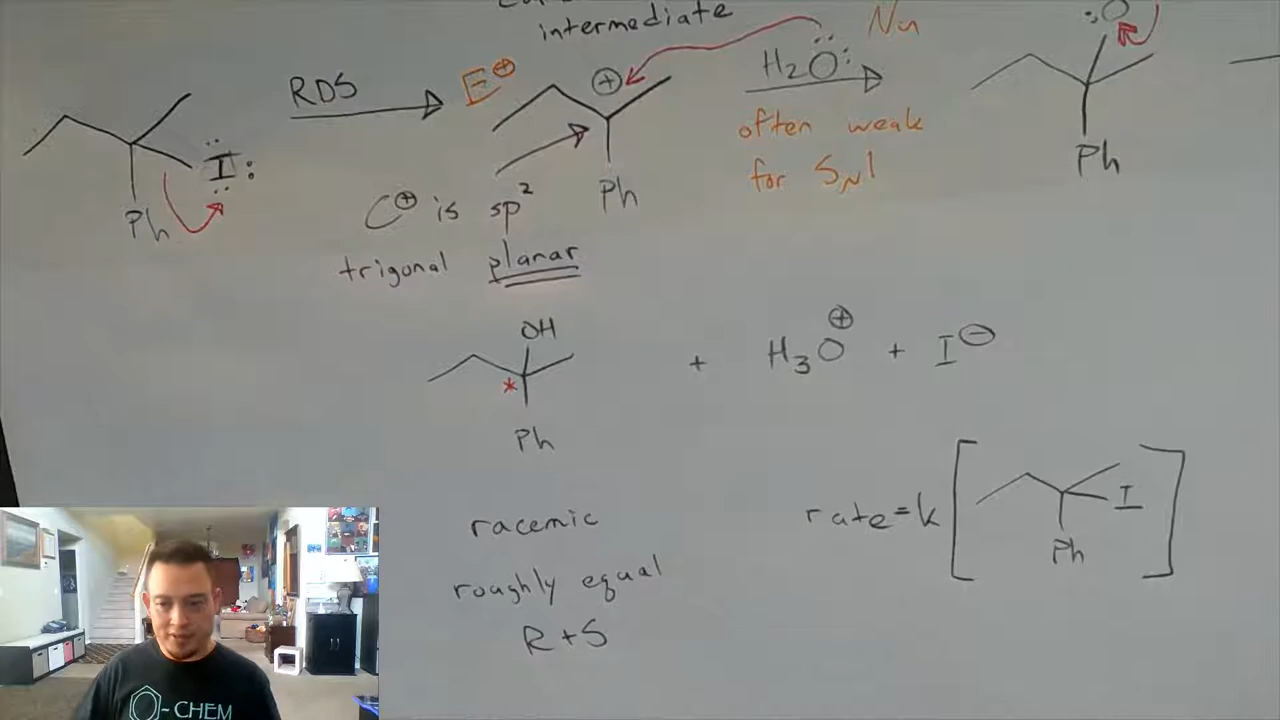 intermediate
Nu
RDS
E⊕
⊕
H₂Ö:
:O
I:
often weak
for SN1
Ph
Ph
Ph
C⊕ is sp²
trigonal planar
OH
*
Ph
+ H₃O⊕ + I⊖
racemic
rate = k [ I ]
Ph
roughly equal
R + S
O-CHEM